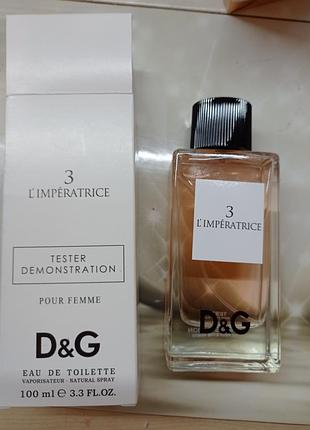 3
L'IMPÉRATRICE
TESTER
DEMONSTRATION
POUR FEMME
D&G
EAU DE TOILETTE
VAPORISATEUR - NATURAL SPRAY
100 ml ℮ 3.3 FL.OZ.
3
L'IMPÉRATRICE
D&G